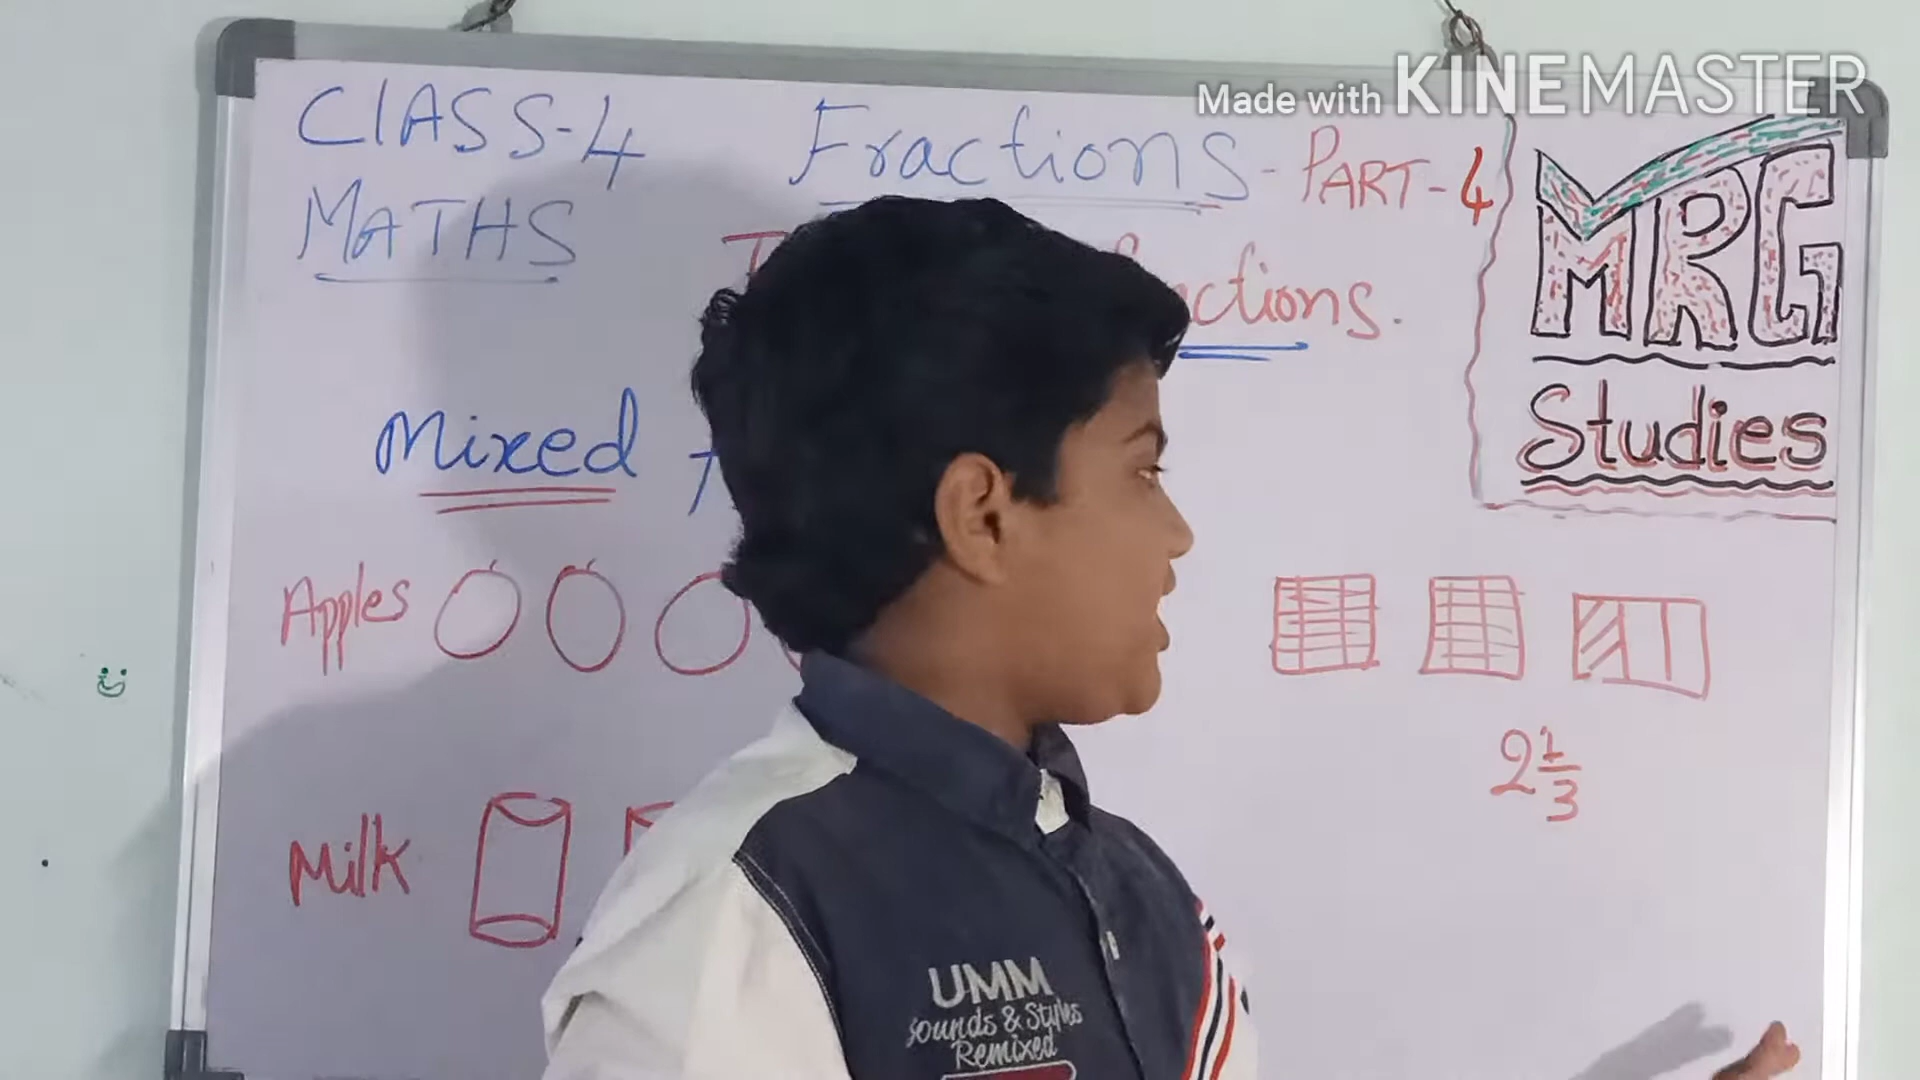 Made with KINEMASTER
CLASS-4 Fractions - PART-4
MATHS
ctions.
MRG
Studies
Mixed
Apples
Milk
2 1/3
UMM
Sounds & Styles
Remixed